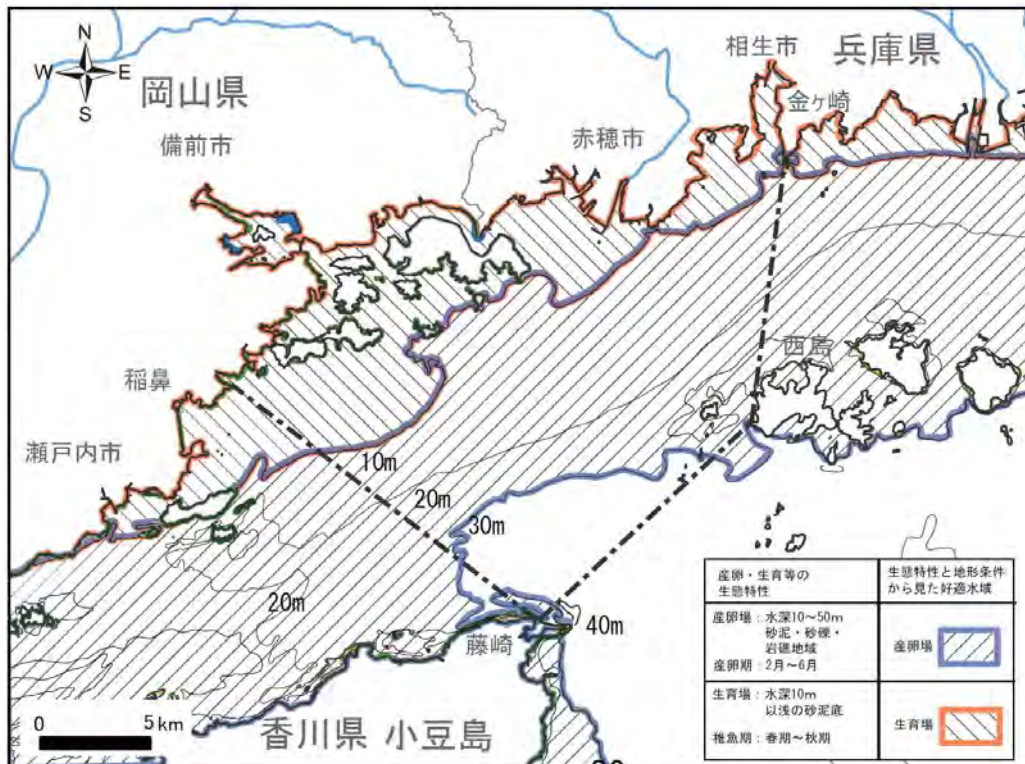 N
W E
S
岡山県
備前市
相生市
兵庫県
金ヶ崎
赤穂市
西島
稲鼻
瀬戸内市
10m
20m
30m
20m
40m
藤崎
0 5km
香川県 小豆島
産卵・生育等の
生態特性
生態特性と地形条件
から見た好適水域
産卵場：水深10～50m
砂泥・砂礫・
岩礁地域
産卵期：2月～6月
産卵場
生育場：水深10m
以浅の砂泥底
稚魚期：春期～秋期
生育場